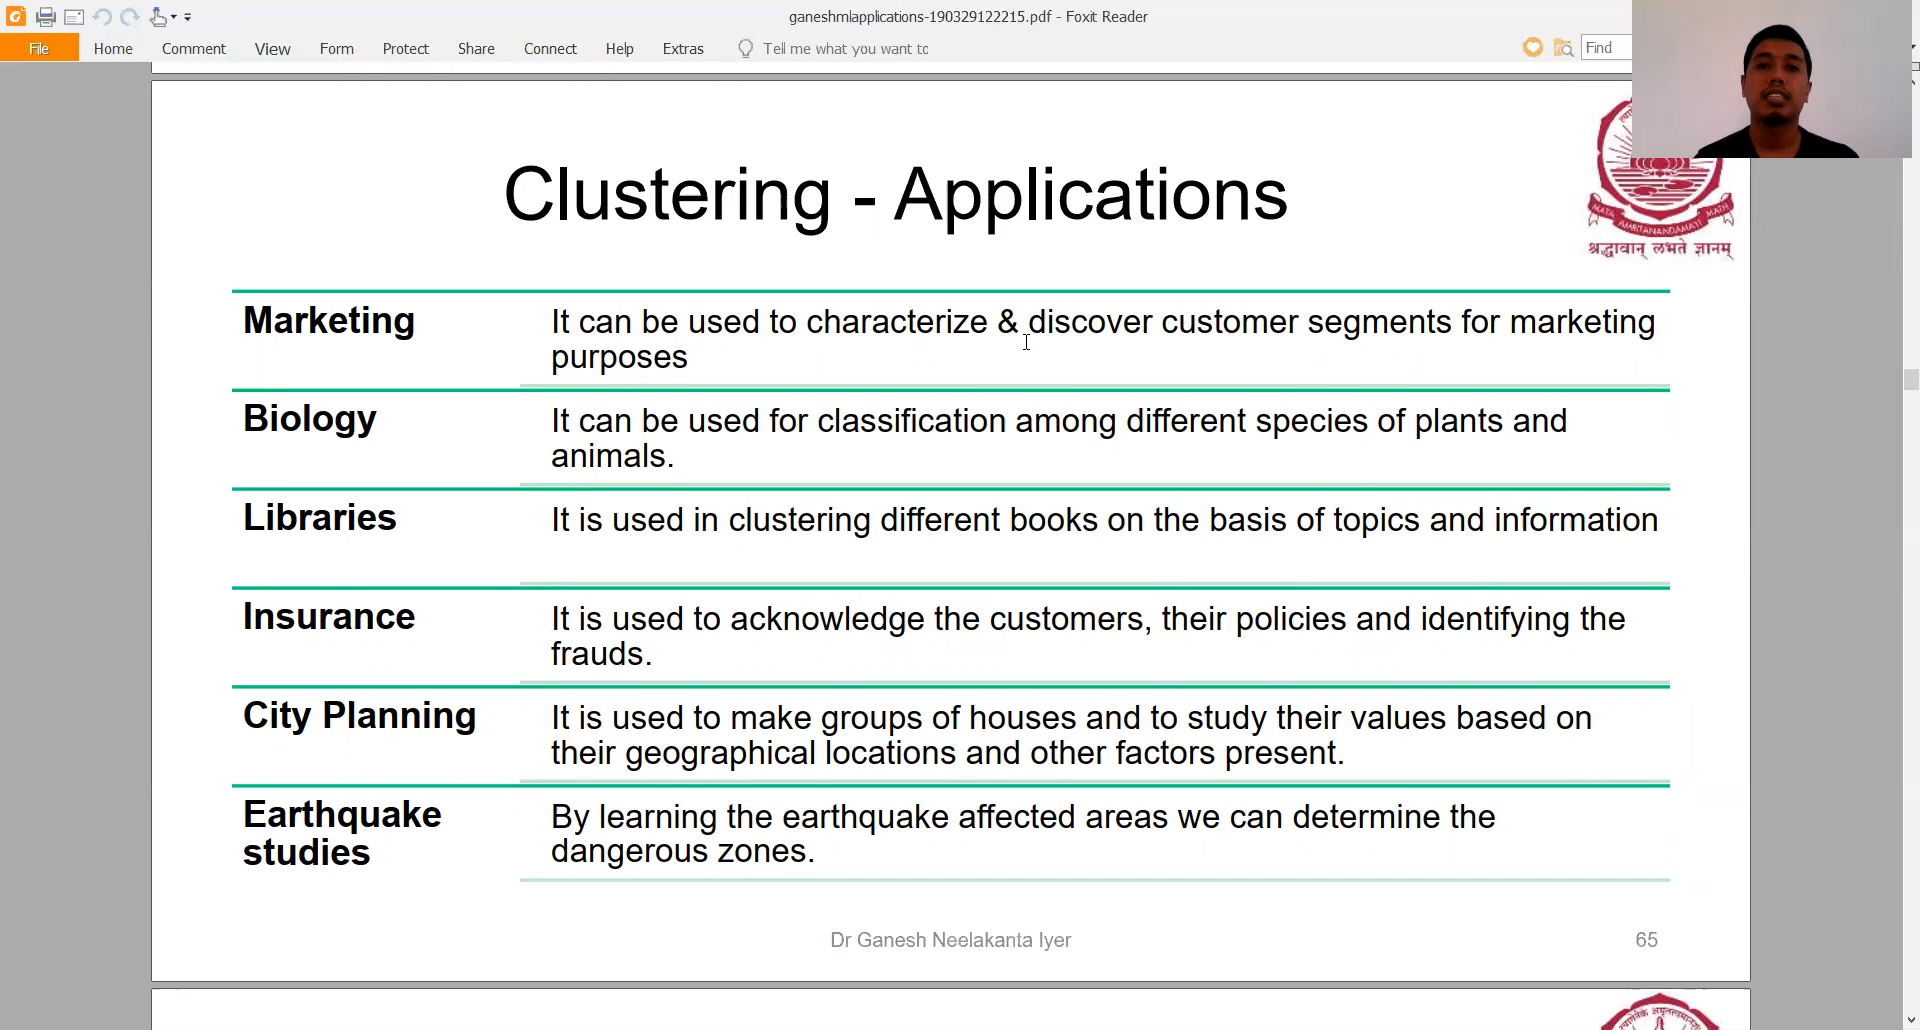 ganeshmlapplications-190329122215.pdf - Foxit Reader
File Home Comment View Form Protect Share Connect Help Extras Tell me what you want to Find
Clustering - Applications
MATA AMRITANANDAMAYI MATH
श्रद्धावान् लभते ज्ञानम्
Marketing It can be used to characterize & discover customer segments for marketing
purposes
Biology It can be used for classification among different species of plants and
animals.
Libraries It is used in clustering different books on the basis of topics and information
Insurance It is used to acknowledge the customers, their policies and identifying the
frauds.
City Planning It is used to make groups of houses and to study their values based on
their geographical locations and other factors present.
Earthquake By learning the earthquake affected areas we can determine the
studies dangerous zones.
Dr Ganesh Neelakanta Iyer 65